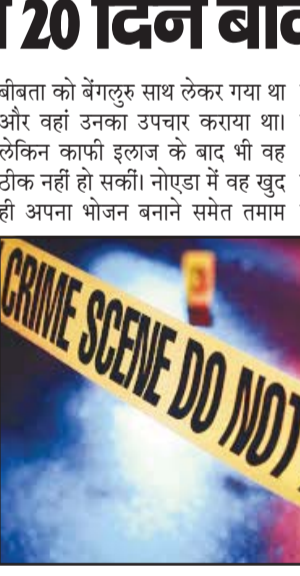 20 दिन बाद
बीबता को बेंगलुरु साथ लेकर गया था
और वहां उनका उपचार कराया था।
लेकिन काफी इलाज के बाद भी वह
ठीक नहीं हो सकीं। नोएडा में वह खुद
ही अपना भोजन बनाने समेत तमाम
CRIME SCENE DO NOT